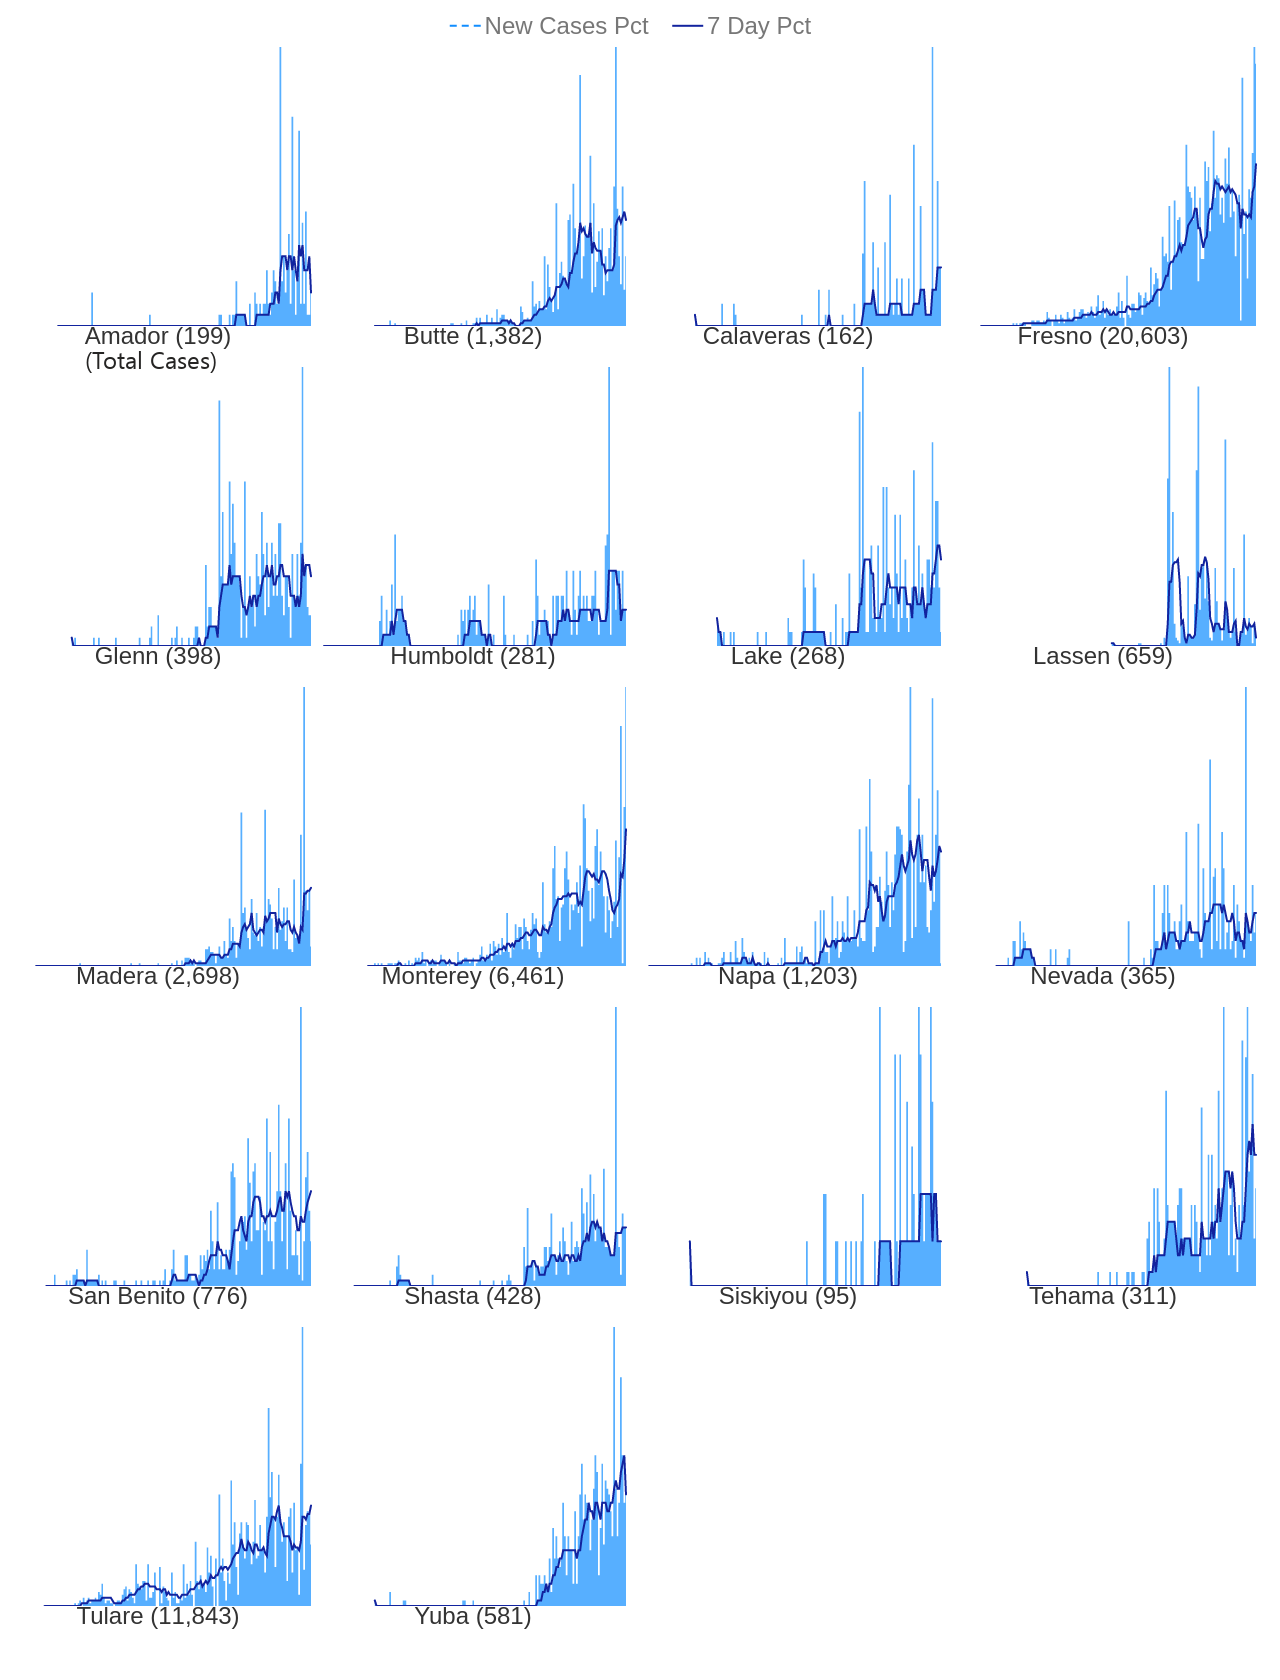 New Cases Pct 7 Day Pct
Amador (199) Butte (1,382) Calaveras (162) Fresno (20,603)
(Total Cases)
Glenn (398) Humboldt (281) Lake (268) Lassen (659)
Madera (2,698) Monterey (6,461) Napa (1,203) Nevada (365)
San Benito (776) Shasta (428) Siskiyou (95) Tehama (311)
Tulare (11,843) Yuba (581)